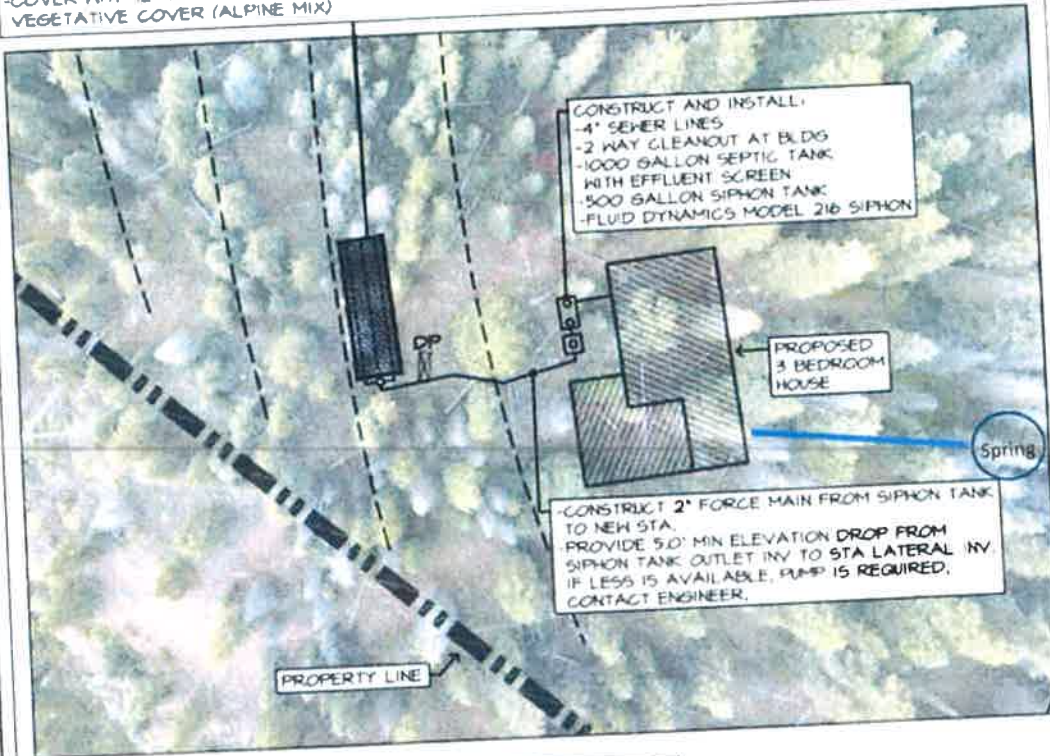 -COVER
VEGETATIVE COVER (ALPINE MIX)
CONSTRUCT AND INSTALL:
-4" SEWER LINES
-2 WAY CLEANOUT AT BLDG
-1000 GALLON SEPTIC TANK
WITH EFFLUENT SCREEN
-500 GALLON SIPHON TANK
-FLUID DYNAMICS MODEL 216 SIPHON
DP
PROPOSED
3 BEDROOM
HOUSE
Spring
-CONSTRUCT 2" FORCE MAIN FROM SIPHON TANK
TO NEW STA.
-PROVIDE 5.0' MIN ELEVATION DROP FROM
SIPHON TANK OUTLET INV TO STA LATERAL INV.
IF LESS IS AVAILABLE, PUMP IS REQUIRED,
CONTACT ENGINEER.
PROPERTY LINE